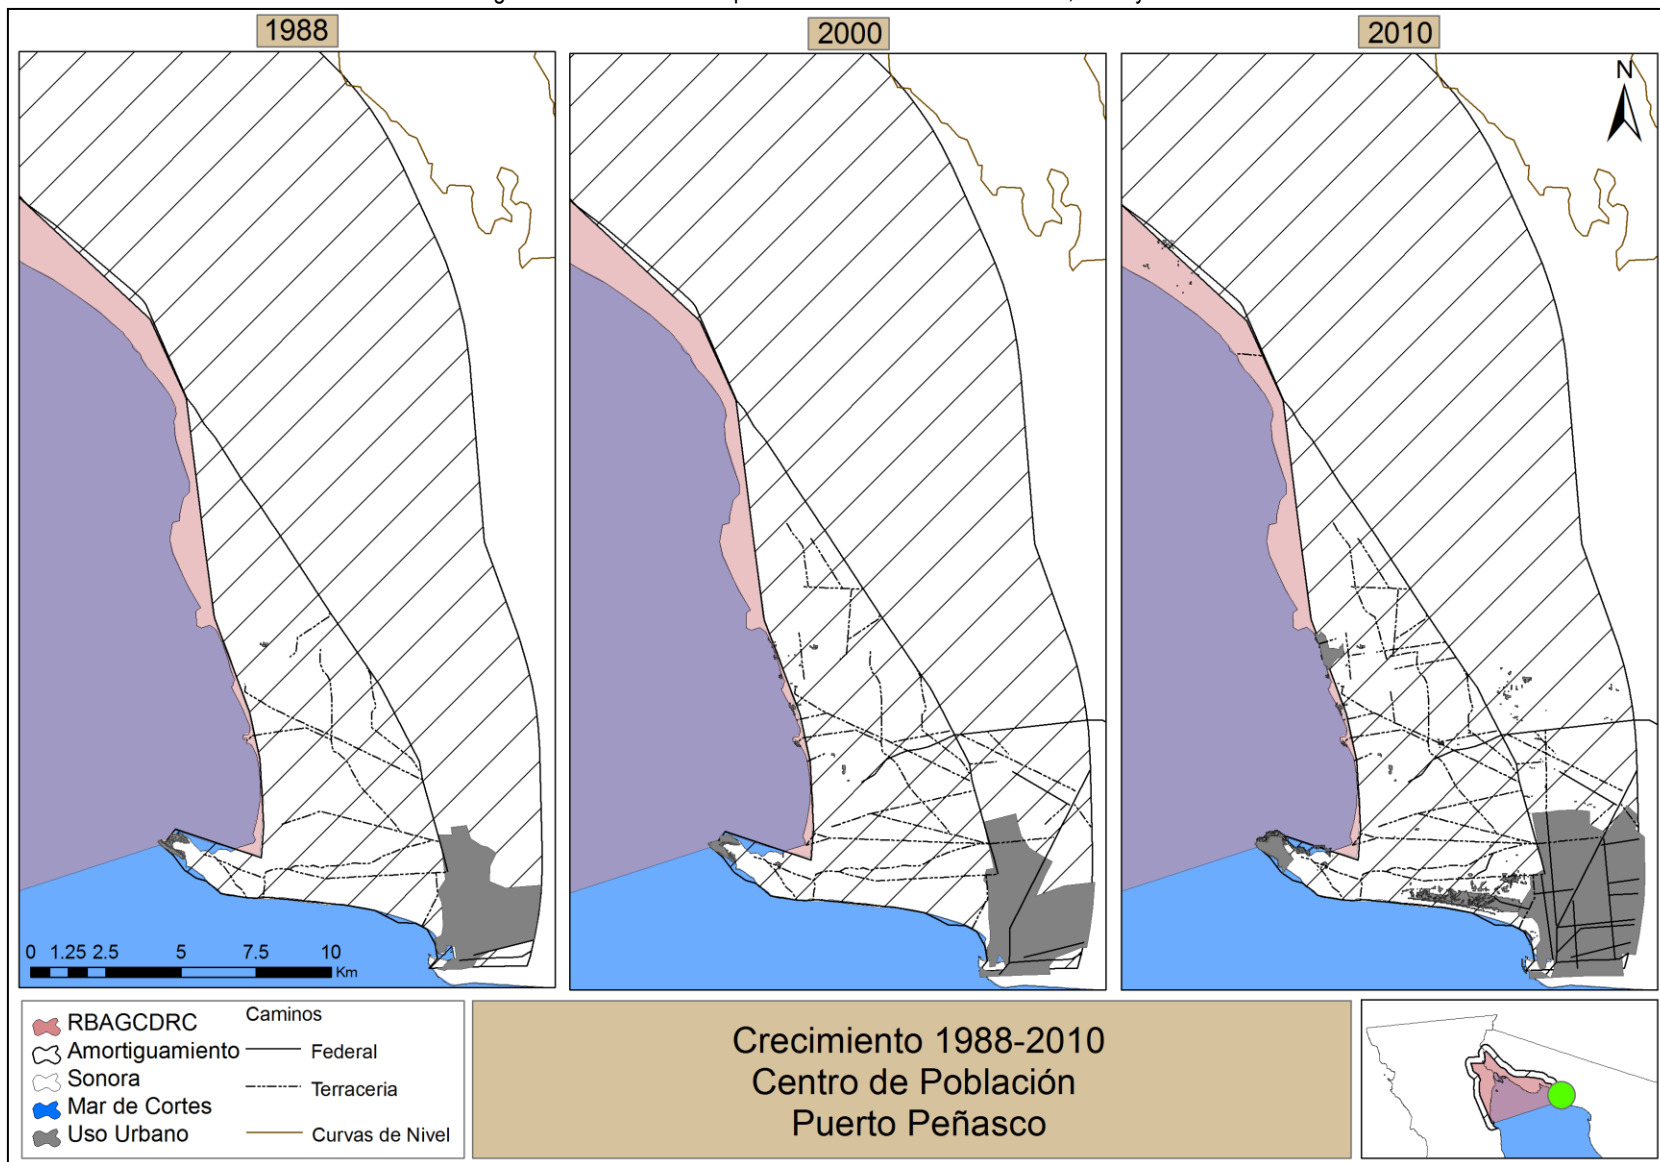 1988
2000
2010
N
0 1.25 2.5 5 7.5 10
Km
RBAGCDRC
Amortiguamiento
Sonora
Mar de Cortes
Uso Urbano
Caminos
Federal
Terraceria
Curvas de Nivel
Crecimiento 1988-2010
Centro de Población
Puerto Peñasco